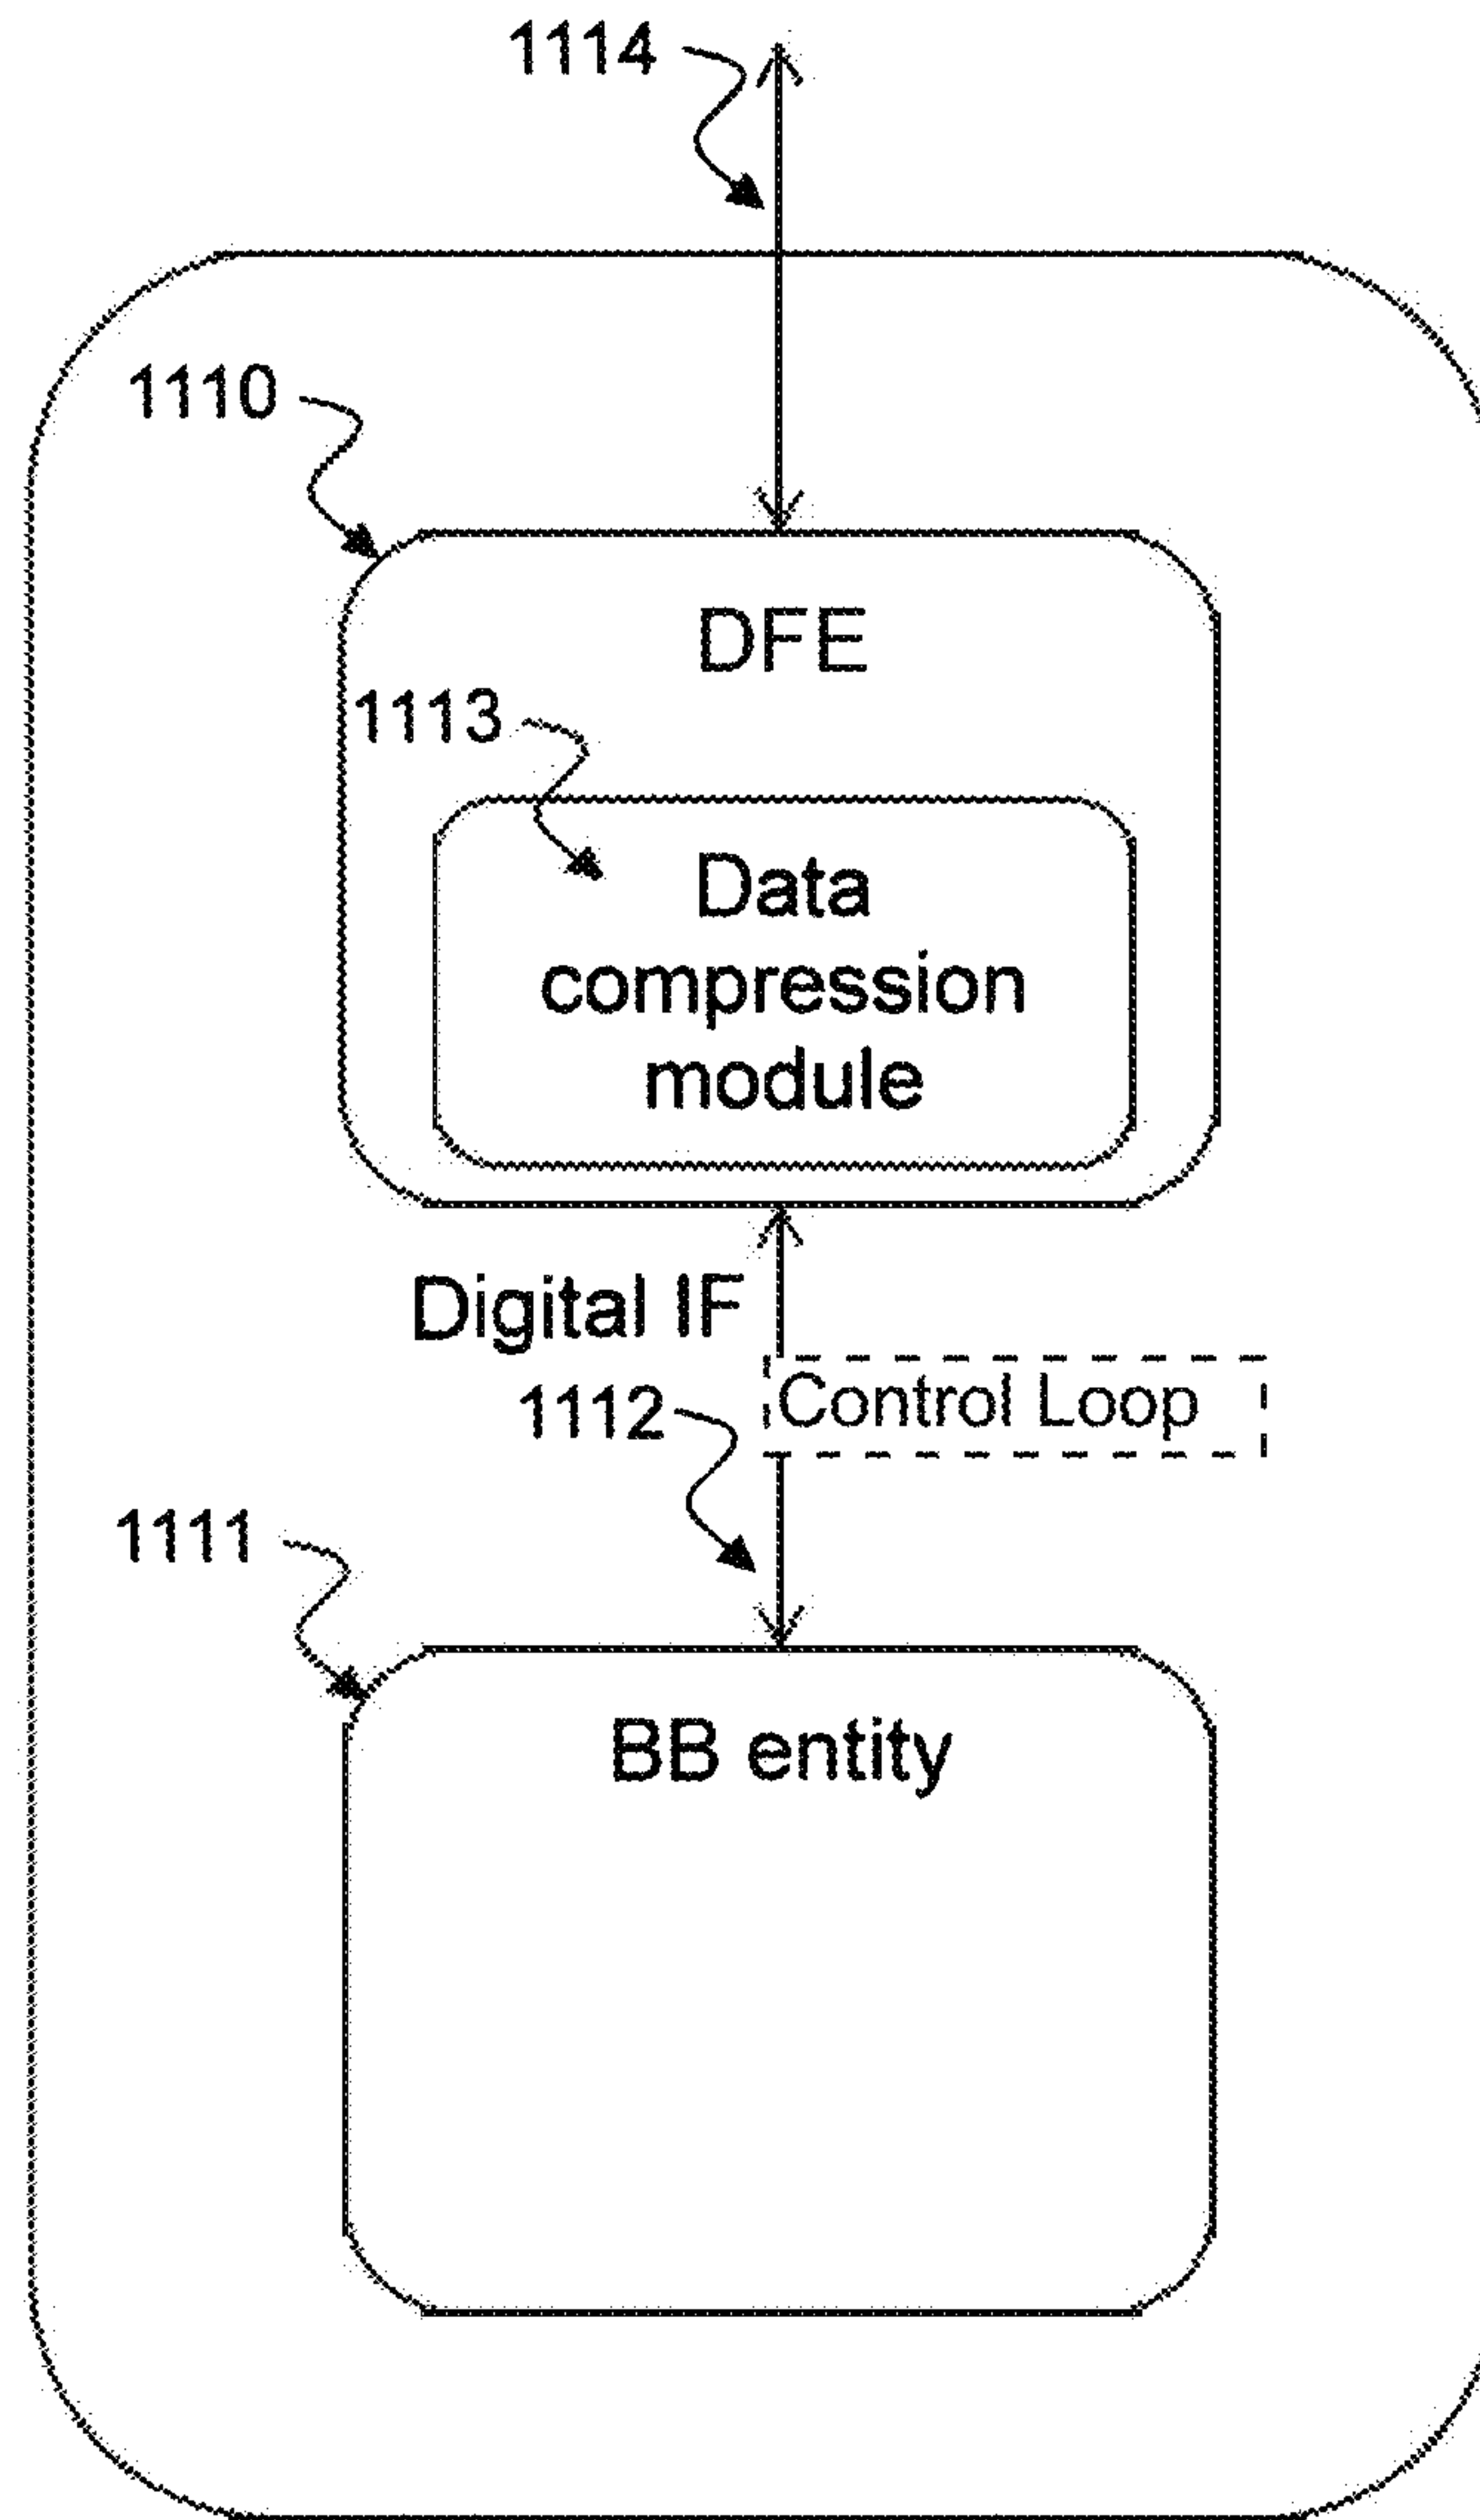 1114
1110
DFE
1113
Data
compression
module
Digital IF
Control Loop
1112
1111
BB entity